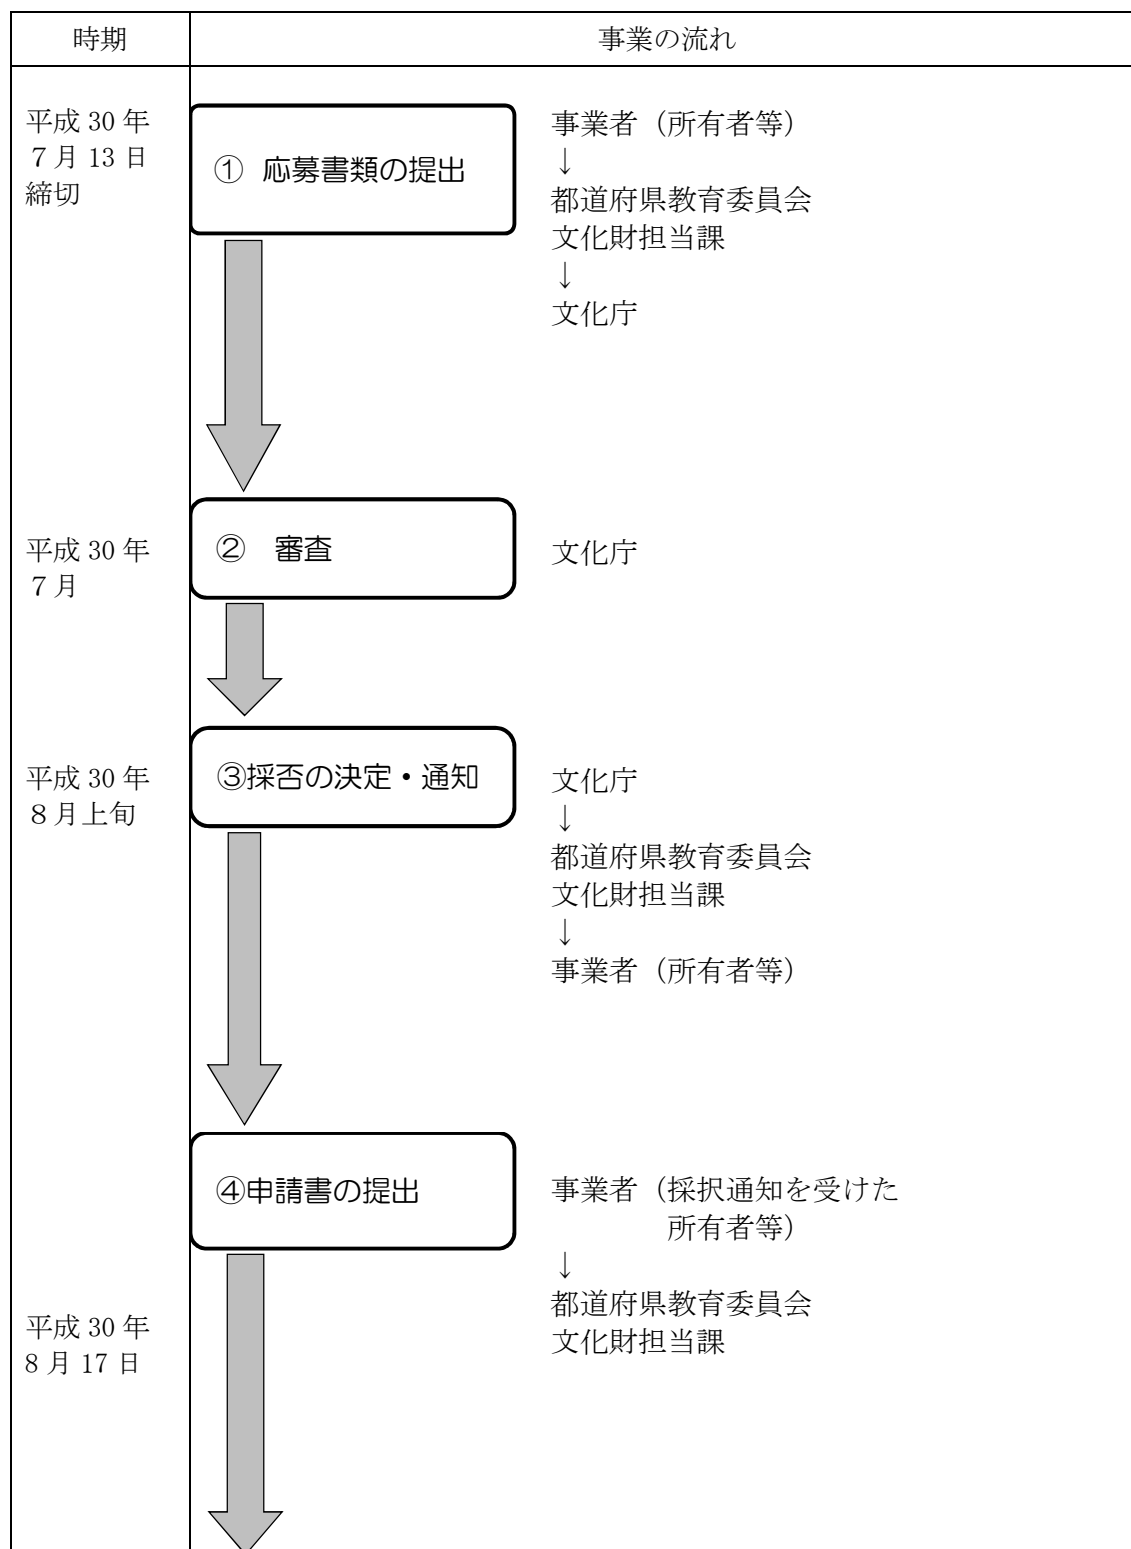 時期
事業の流れ
平成 30 年
７月 13 日
締切
① 応募書類の提出
事業者（所有者等）
↓
都道府県教育委員会
文化財担当課
↓
文化庁
平成 30 年
７月
② 審査
文化庁
平成 30 年
８月上旬
③採否の決定・通知
文化庁
↓
都道府県教育委員会
文化財担当課
↓
事業者（所有者等）
④申請書の提出
事業者（採択通知を受けた
所有者等）
↓
都道府県教育委員会
文化財担当課
平成 30 年
8 月 17 日